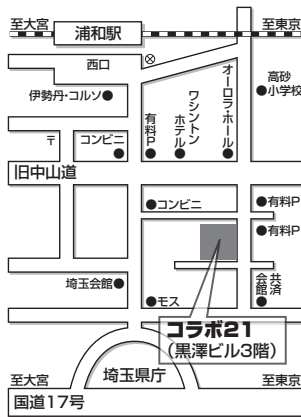 至大宮
浦和駅
至東京
西口
伊勢丹・コルソ
高砂
小学校
〒
コンビニ
有料P
ワシントン
ホテル
オーロラ・ホール
旧中山道
コンビニ
有料P
有料P
埼玉会館
モス
共済
会館
コラボ21
(黒澤ビル3階)
至大宮
埼玉県庁
至東京
国道17号